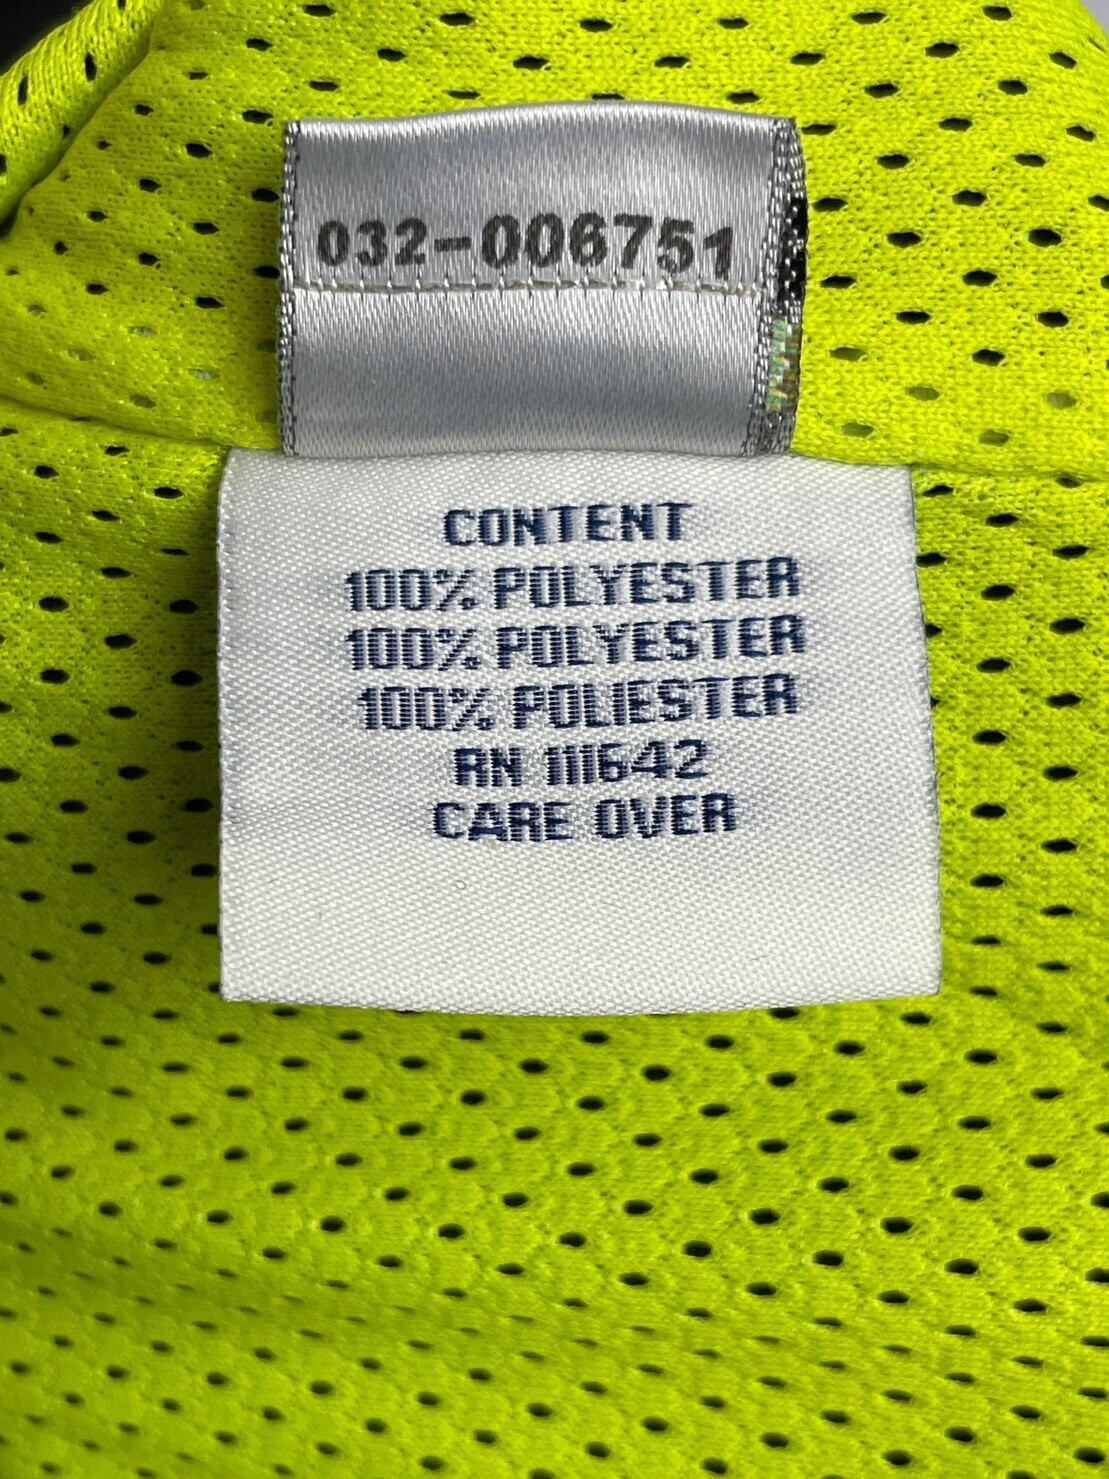 032-006751
CONTENT
100% POLYESTER
100% POLYESTER
100% POLIESTER
RN 111642
CARE OVER